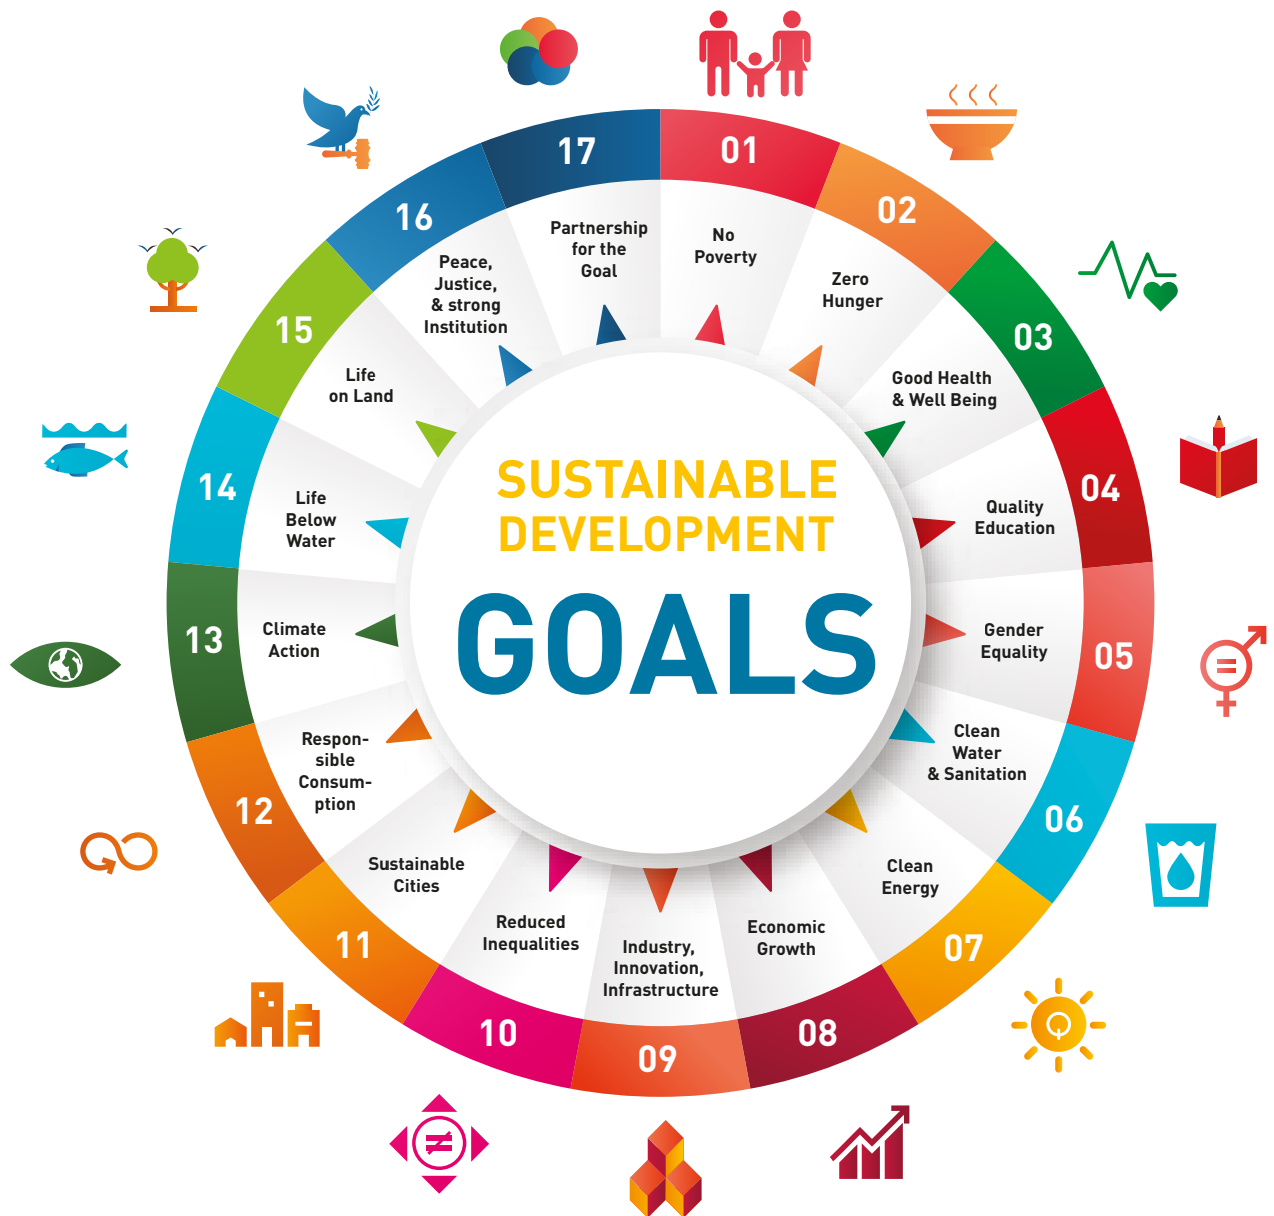 SUSTAINABLE
DEVELOPMENT
GOALS
01
No
Poverty
02
Zero
Hunger
03
Good Health
& Well Being
04
Quality
Education
05
Gender
Equality
06
Clean
Water
& Sanitation
07
Clean
Energy
08
Economic
Growth
09
Industry,
Innovation,
Infrastructure
10
Reduced
Inequalities
11
Sustainable
Cities
12
Respon-
sible
Consum-
ption
13
Climate
Action
14
Life
Below
Water
15
Life
on Land
16
Peace,
Justice,
& strong
Institution
17
Partnership
for the
Goal